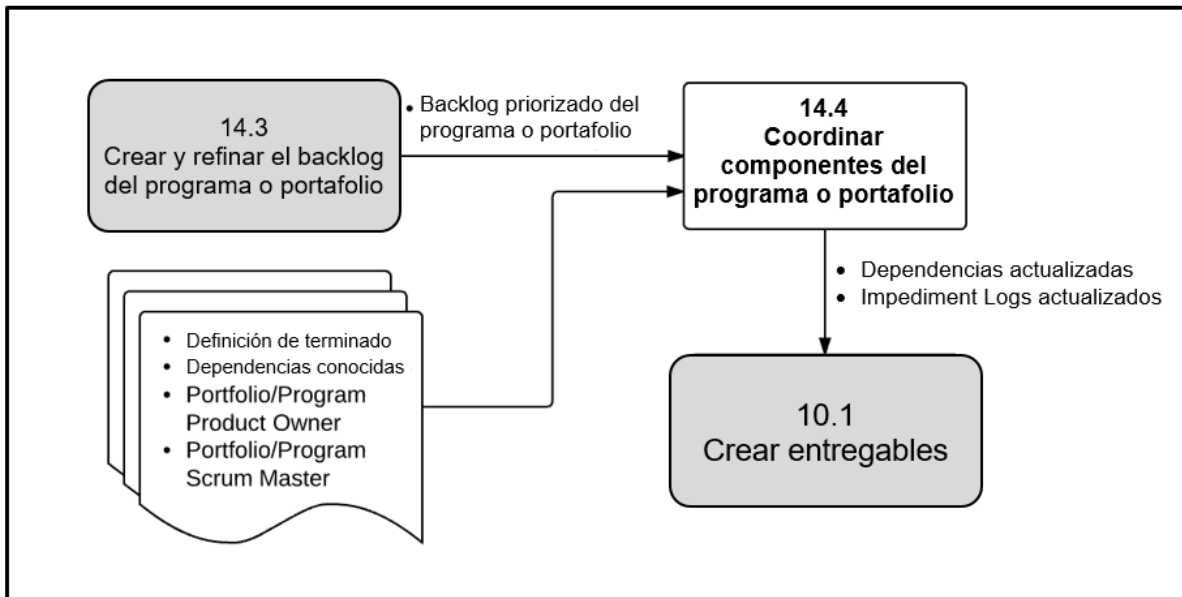 14.3
Crear y refinar el backlog
del programa o portafolio
• Backlog priorizado del
programa o portafolio
14.4
Coordinar
componentes del
programa o portafolio
• Definición de terminado
• Dependencias conocidas
• Portfolio/Program
Product Owner
• Portfolio/Program
Scrum Master
• Dependencias actualizadas
• Impediment Logs actualizados
10.1
Crear entregables